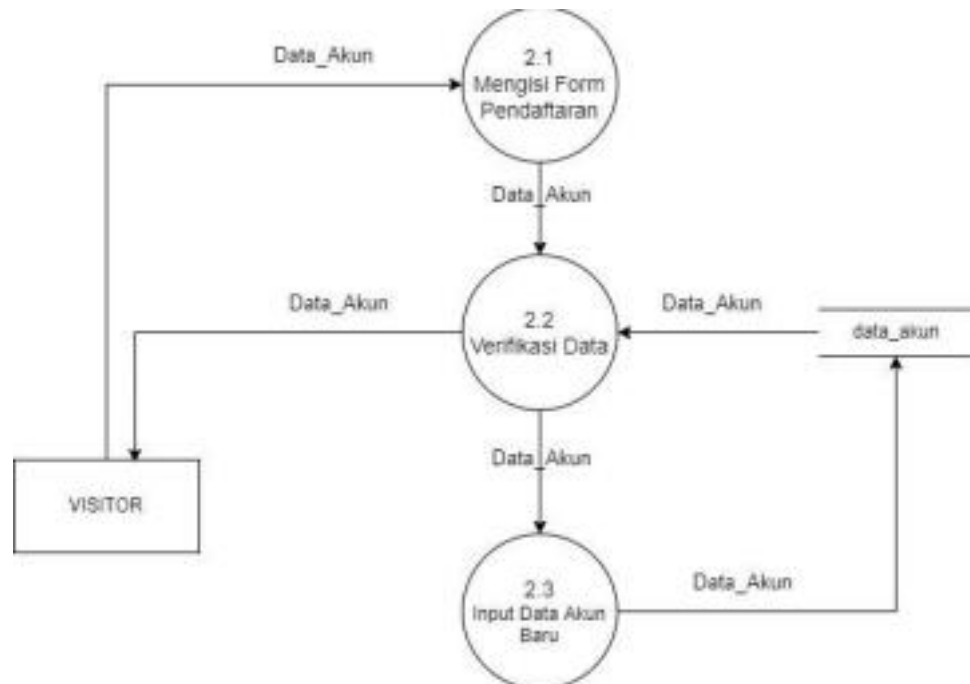 Data_Akun
2.1
Mengisi Form
Pendaftaran
Data_Akun
Data_Akun
2.2
Verifikasi Data
Data_Akun
data_akun
Data_Akun
VISITOR
2.3
Input Data Akun
Baru
Data_Akun